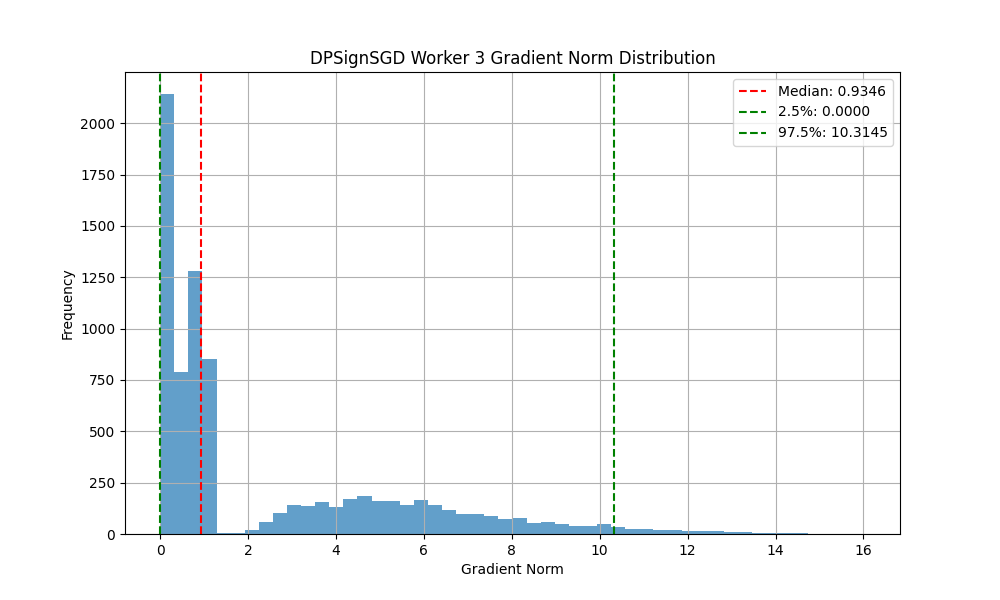 DPSignSGD Worker 3 Gradient Norm Distribution
Median: 0.9346
2.5%: 0.0000
97.5%: 10.3145
Frequency
2000
1750
1500
1250
1000
750
500
250
0
0 2 4 6 8 10 12 14 16
Gradient Norm